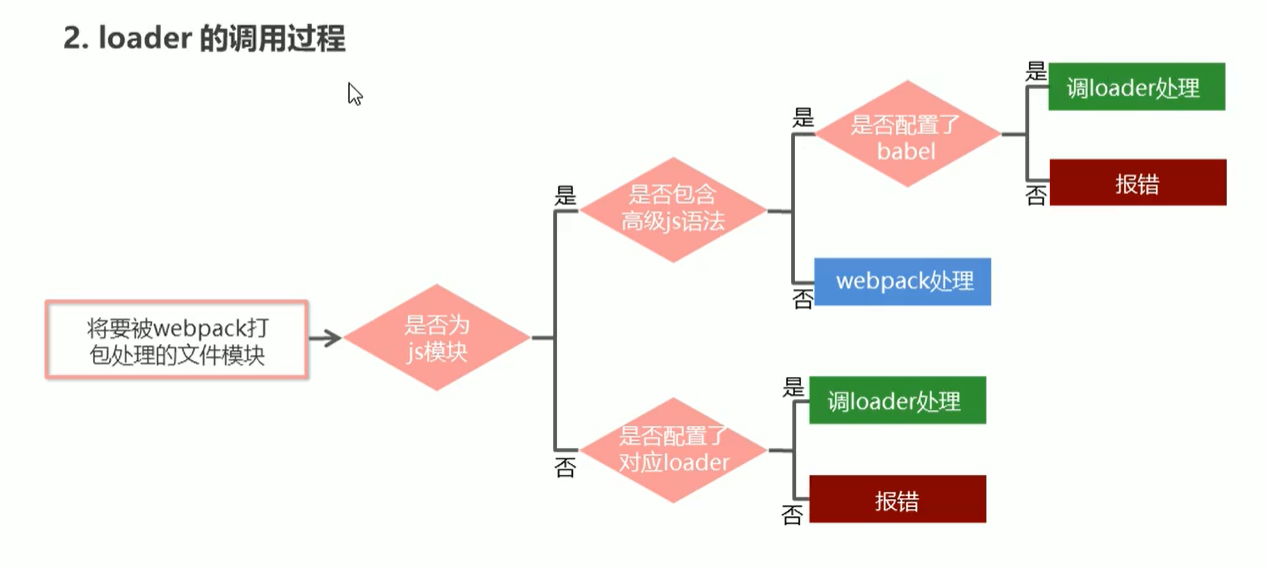 2. loader 的调用过程
将要被webpack打
包处理的文件模块
是否为
js模块
是
是否包含
高级js语法
是
是否配置了
babel
是
调loader处理
否
报错
否
webpack处理
否
是否配置了
对应loader
是
调loader处理
否
报错